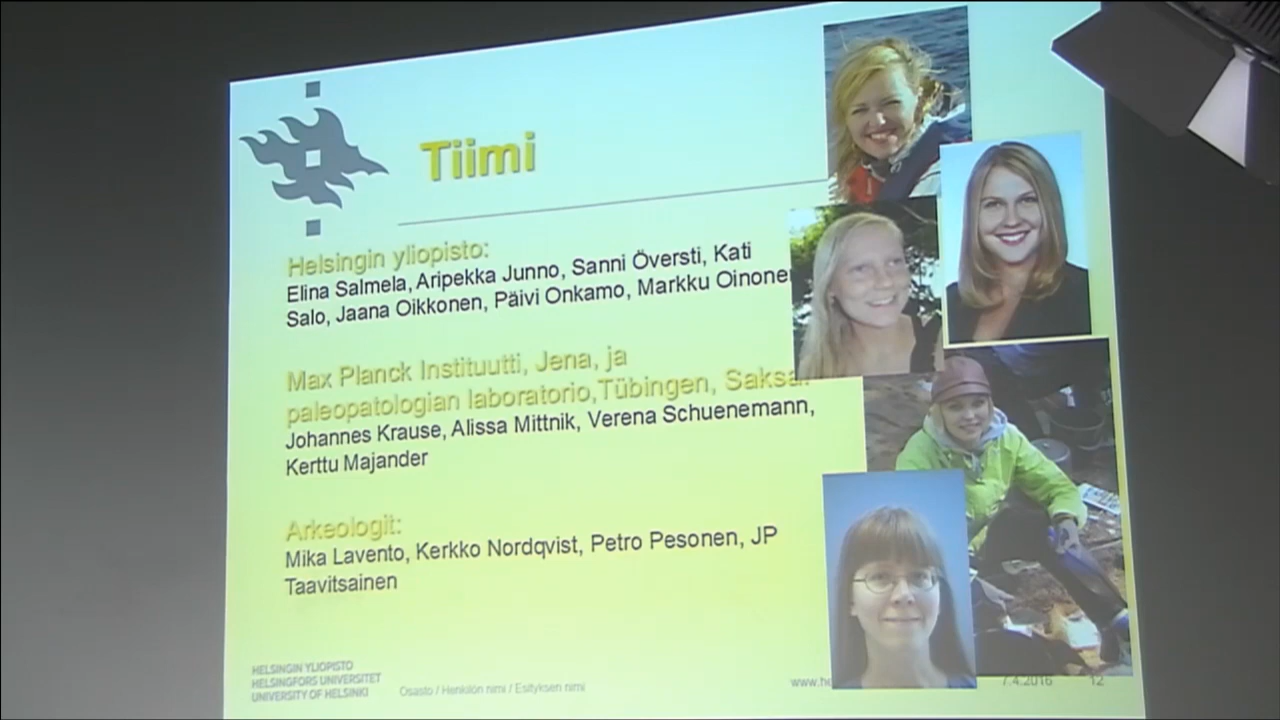 Tiimi
Helsingin yliopisto:
Elina Salmela, Aripekka Junno, Sanni Översti, Kati
Salo, Jaana Oikkonen, Päivi Onkamo, Markku Oinone
Max Planck Instituutti, Jena, ja
paleopatologian laboratorio,Tübingen, Saksa.
Johannes Krause, Alissa Mittnik, Verena Schuenemann,
Kerttu Majander
Arkeologit:
Mika Lavento, Kerkko Nordqvist, Petro Pesonen, JP
Taavitsainen
HELSINGIN YLIOPISTO
HELSINGFORS UNIVERSITET
UNIVERSITY OF HELSINKI
Osasto / Henkilön nimi / Esityksen nimi
www.he
7.4.2016
12